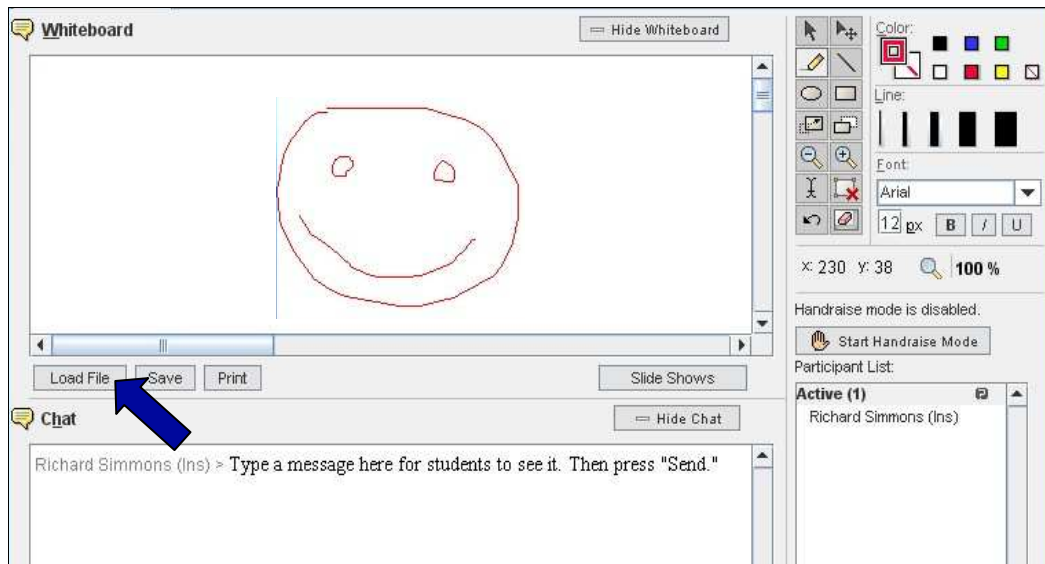 Whiteboard
Hide Whiteboard
Color:
Line:
Font:
Arial
12 px B I U
x: 230 y: 38 100 %
Handraise mode is disabled.
Start Handraise Mode
Participant List:
Active (1)
Richard Simmons (Ins)
Load File Save Print Slide Shows
Chat
Hide Chat
Richard Simmons (Ins) > Type a message here for students to see it. Then press "Send."